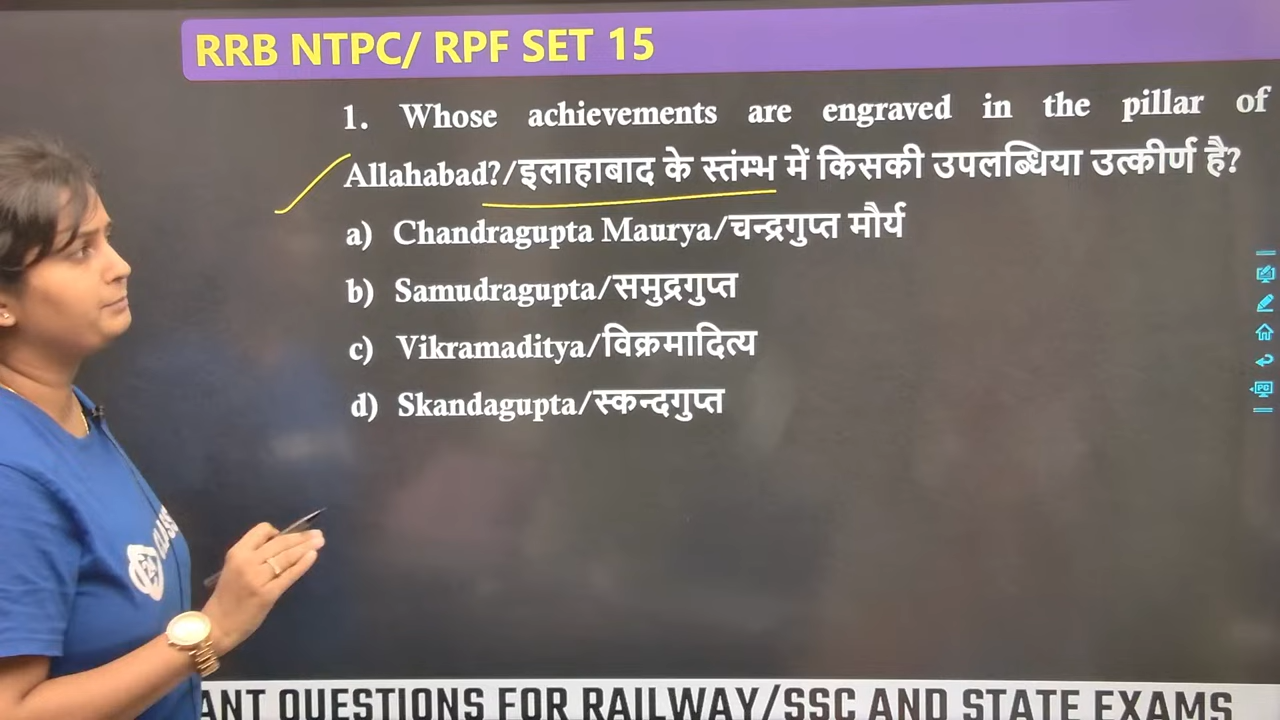 RRB NTPC/ RPF SET 15
1. Whose achievements are engraved in the pillar of
Allahabad?/इलाहाबाद के स्तंम्भ में किसकी उपलब्धिया उत्कीर्ण है?
a) Chandragupta Maurya/चन्द्रगुप्त मौर्य
b) Samudragupta/समुद्रगुप्त
c) Vikramaditya/विक्रमादित्य
d) Skandagupta/स्कन्दगुप्त
ANT QUESTIONS FOR RAILWAY/SSC AND STATE EXAMS